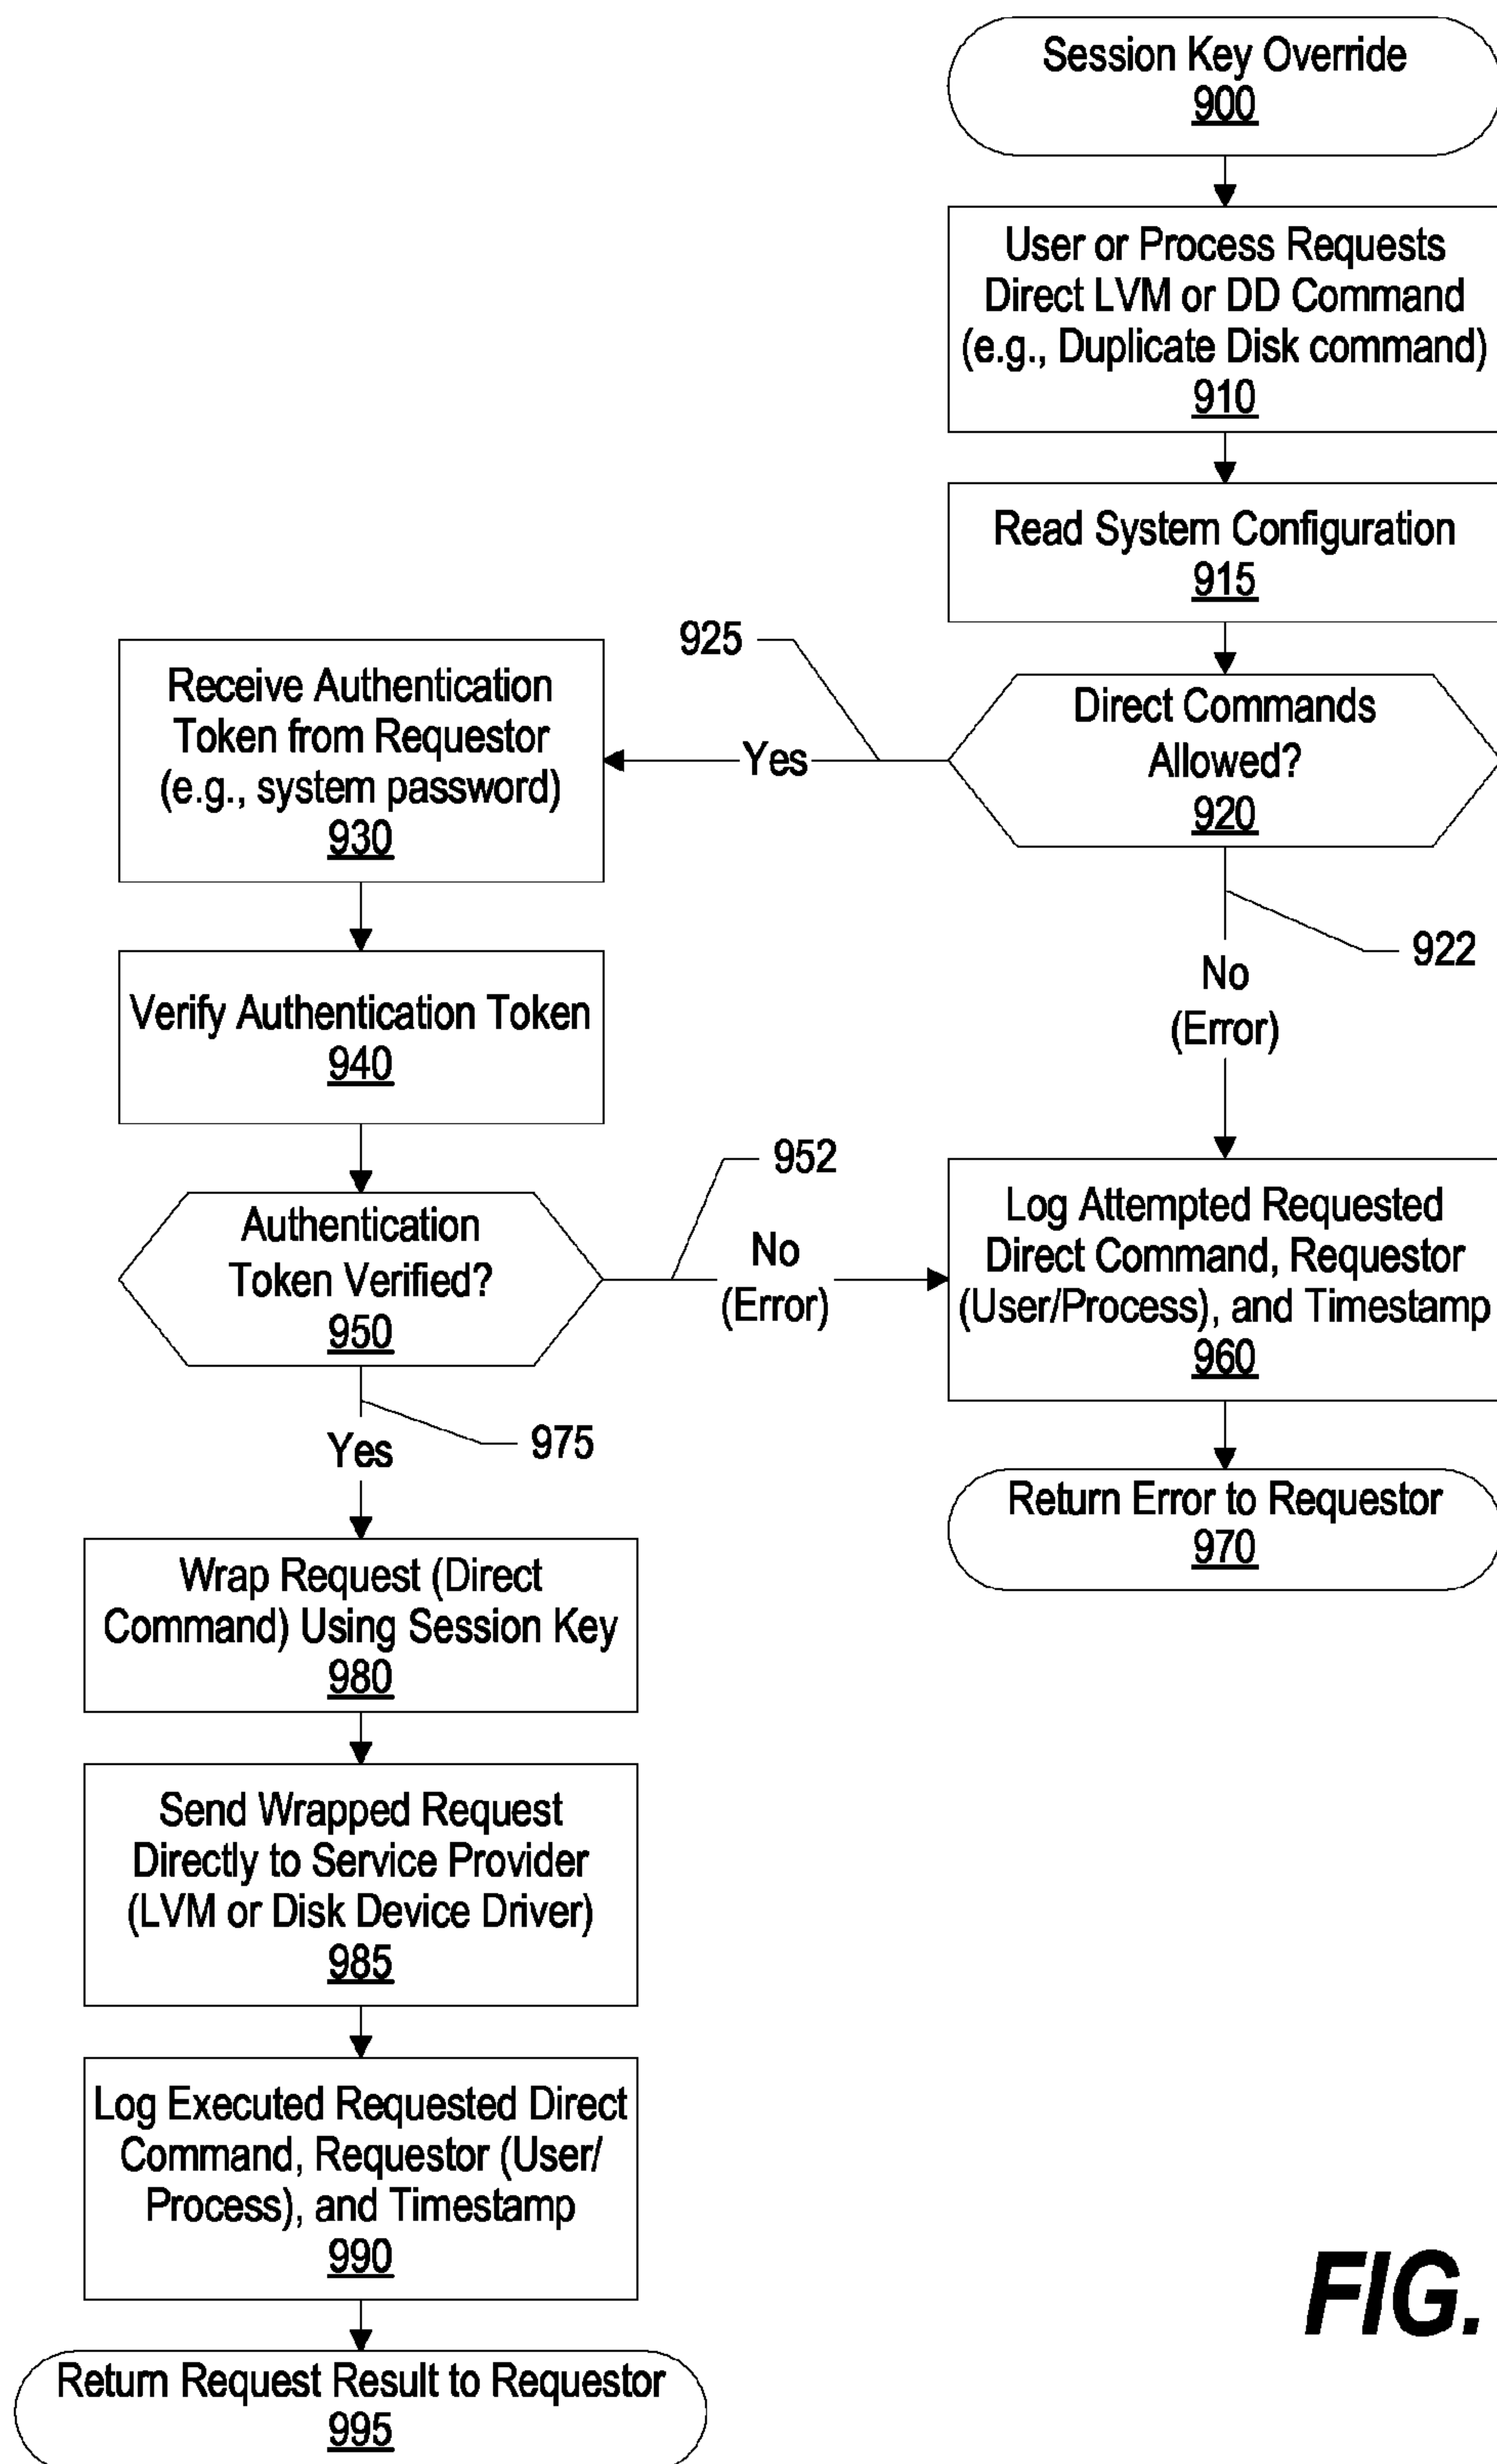 Session Key Override
900
User or Process Requests
Direct LVM or DD Command
(e.g., Duplicate Disk command)
910
Read System Configuration
915
925
Direct Commands
Allowed?
920
Yes
Receive Authentication
Token from Requestor
(e.g., system password)
930
922
No
(Error)
Verify Authentication Token
940
952
Authentication
Token Verified?
950
No
(Error)
Log Attempted Requested
Direct Command, Requestor
(User/Process), and Timestamp
960
975
Yes
Return Error to Requestor
970
Wrap Request (Direct
Command) Using Session Key
980
Send Wrapped Request
Directly to Service Provider
(LVM or Disk Device Driver)
985
Log Executed Requested Direct
Command, Requestor (User/
Process), and Timestamp
990
Return Request Result to Requestor
995
FIG.